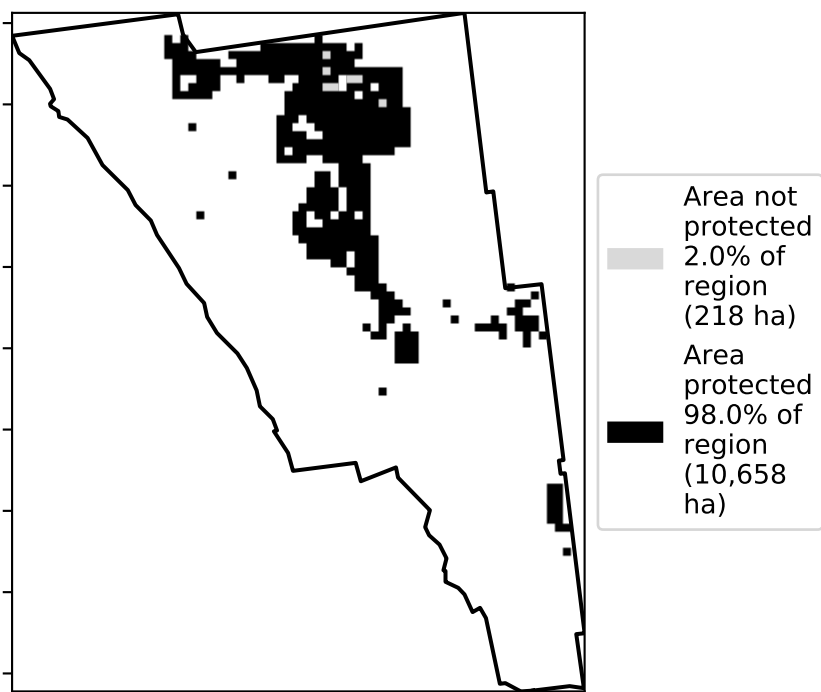 Area not
protected
2.0% of
region
(218 ha)
Area
protected
98.0% of
region
(10,658
ha)